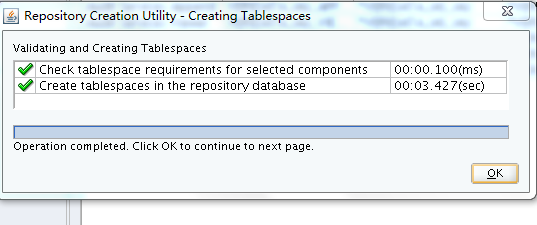 Repository Creation Utility - Creating Tablespaces
Validating and Creating Tablespaces
Check tablespace requirements for selected components 00:00.100(ms)
Create tablespaces in the repository database 00:03.427(sec)
Operation completed. Click OK to continue to next page.
OK